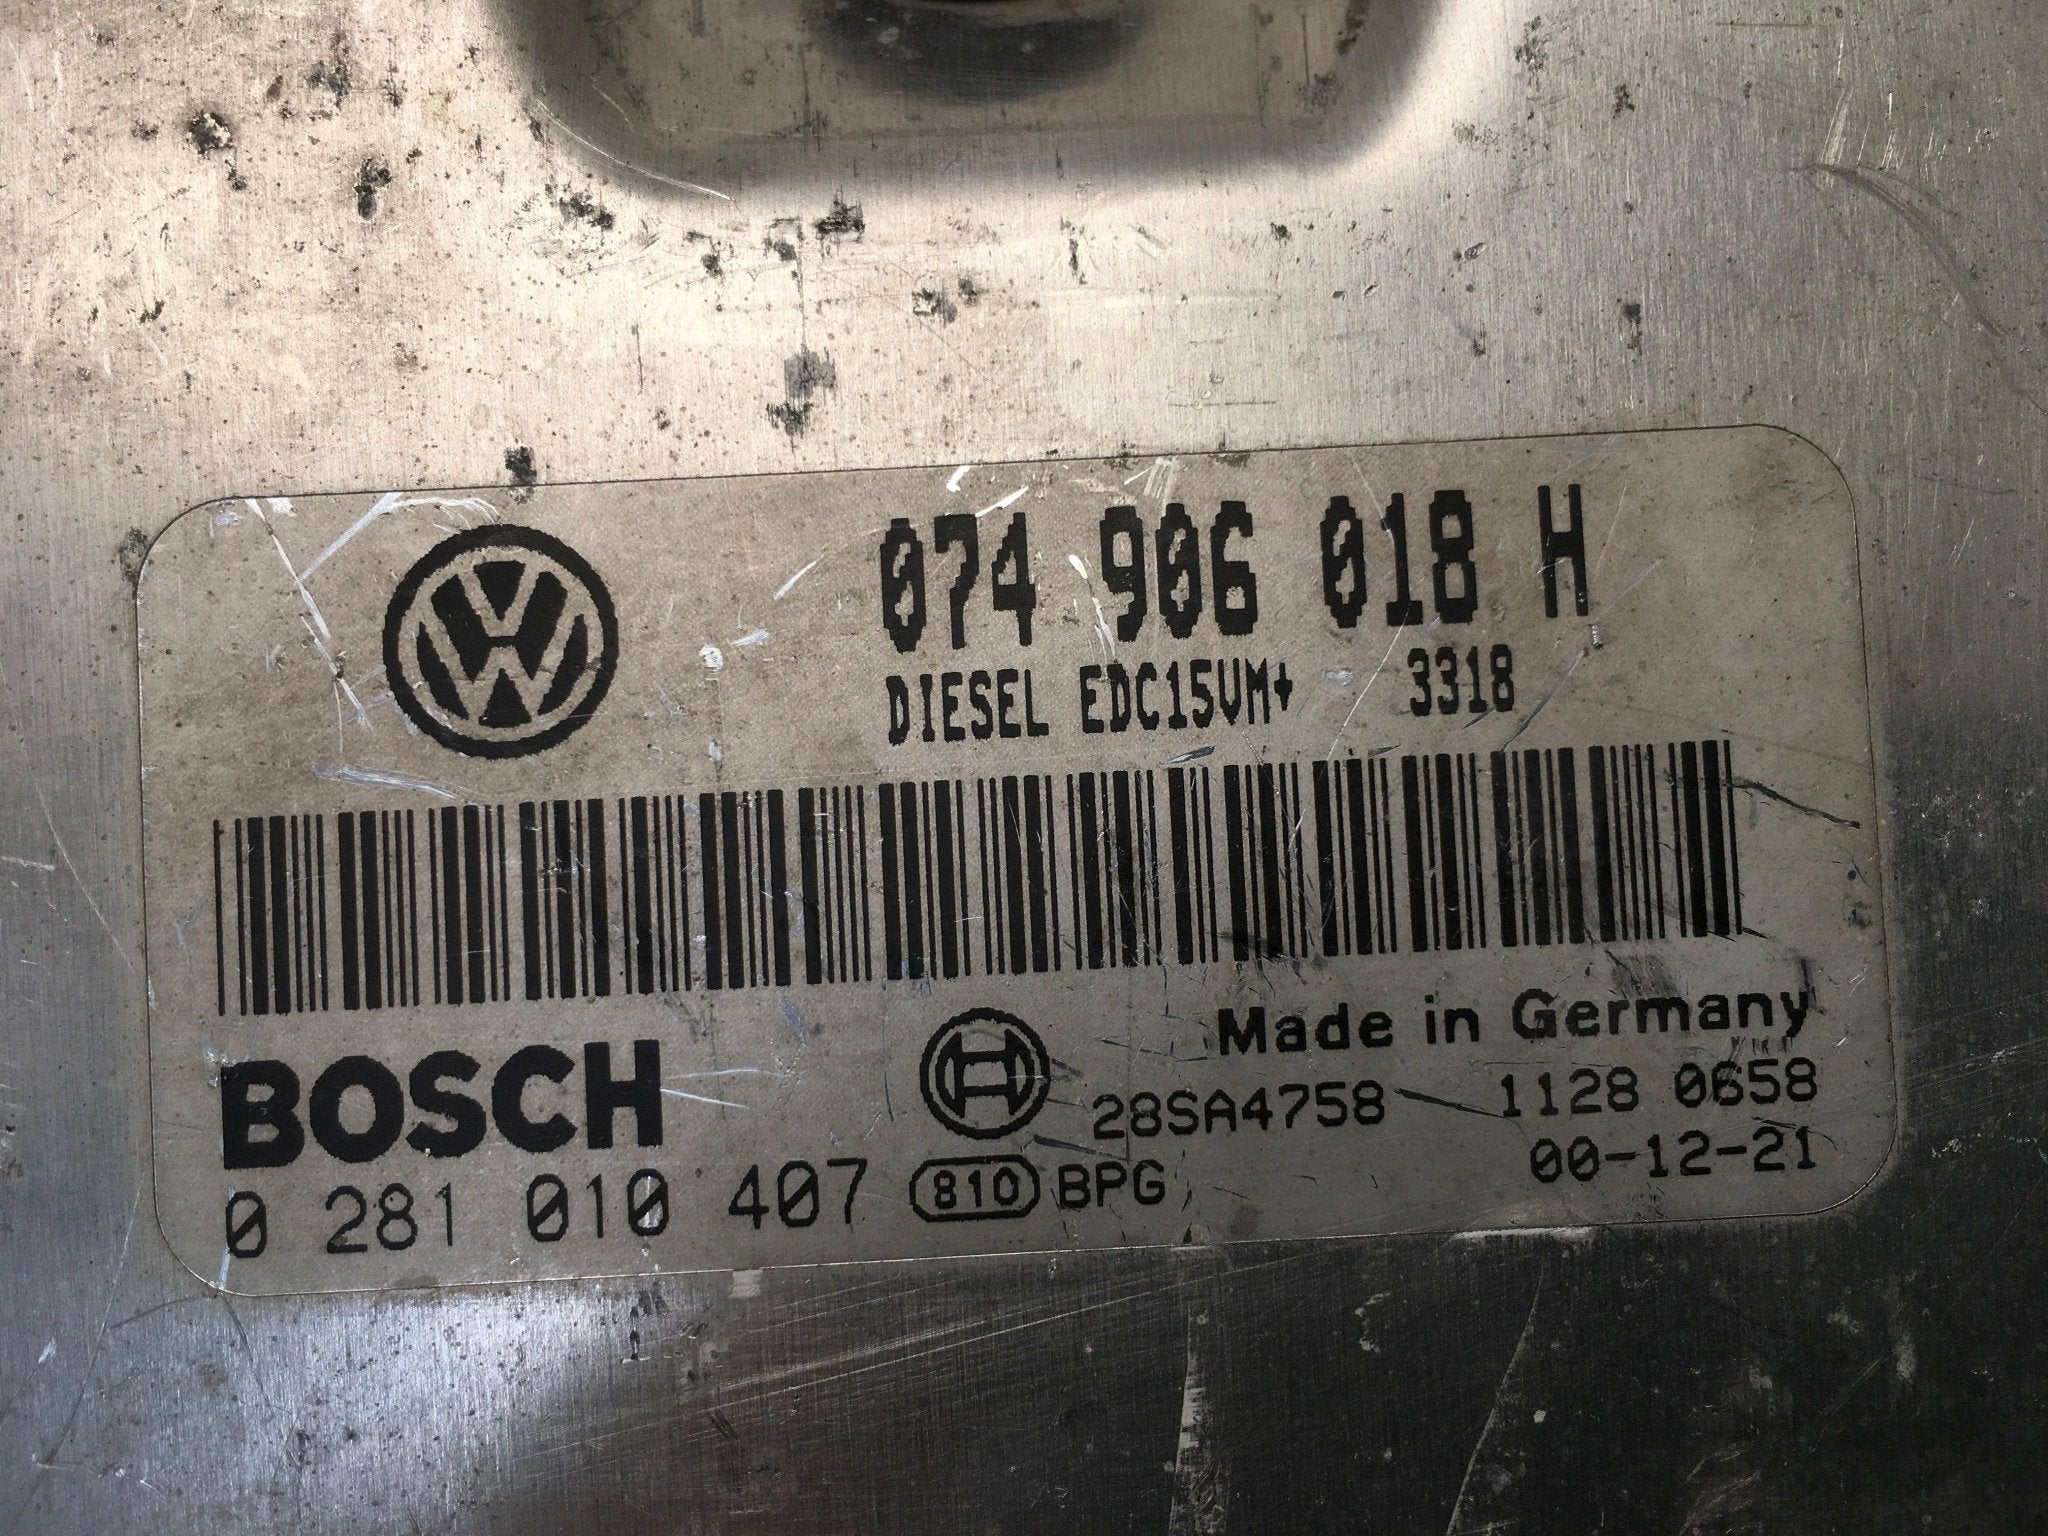 074 906 018 H
DIESEL EDC15VM+ 3318
BOSCH
Made in Germany
28SA4758 1128 0658
00-12-21
0 281 010 407 810 BPG